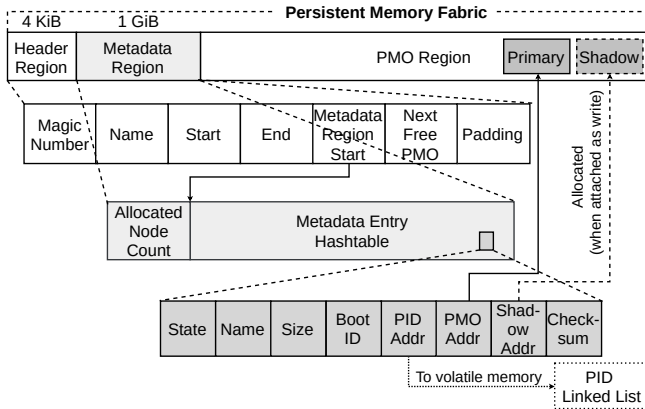 Persistent Memory Fabric
4 KiB
1 GiB
Header
Region
Metadata
Region
PMO Region
Primary
Shadow
Magic
Number
Name
Start
End
Metadata
Region
Start
Next
Free
PMO
Padding
Allocated
(when attached as write)
Allocated
Node
Count
Metadata Entry
Hashtable
State
Name
Size
Boot
ID
PID
Addr
PMO
Addr
Shad-
ow
Addr
Check-
sum
To volatile memory
PID
Linked List